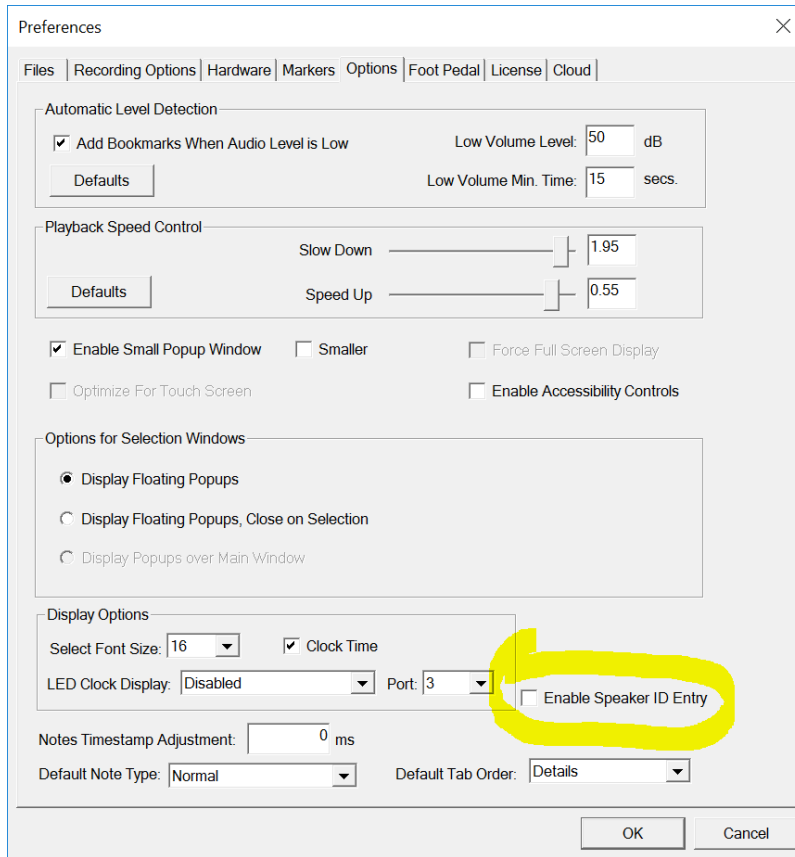 Preferences
Files Recording Options Hardware Markers Options Foot Pedal License Cloud
Automatic Level Detection
Add Bookmarks When Audio Level is Low Low Volume Level: 50 dB
Defaults Low Volume Min. Time: 15 secs.
Playback Speed Control
Slow Down 1.95
Defaults Speed Up 0.55
Enable Small Popup Window Smaller Force Full Screen Display
Optimize For Touch Screen Enable Accessibility Controls
Options for Selection Windows
Display Floating Popups
Display Floating Popups, Close on Selection
Display Popups over Main Window
Display Options
Select Font Size: 16 Clock Time
LED Clock Display: Disabled Port: 3
Enable Speaker ID Entry
Notes Timestamp Adjustment: 0 ms
Default Note Type: Normal Default Tab Order: Details
OK Cancel